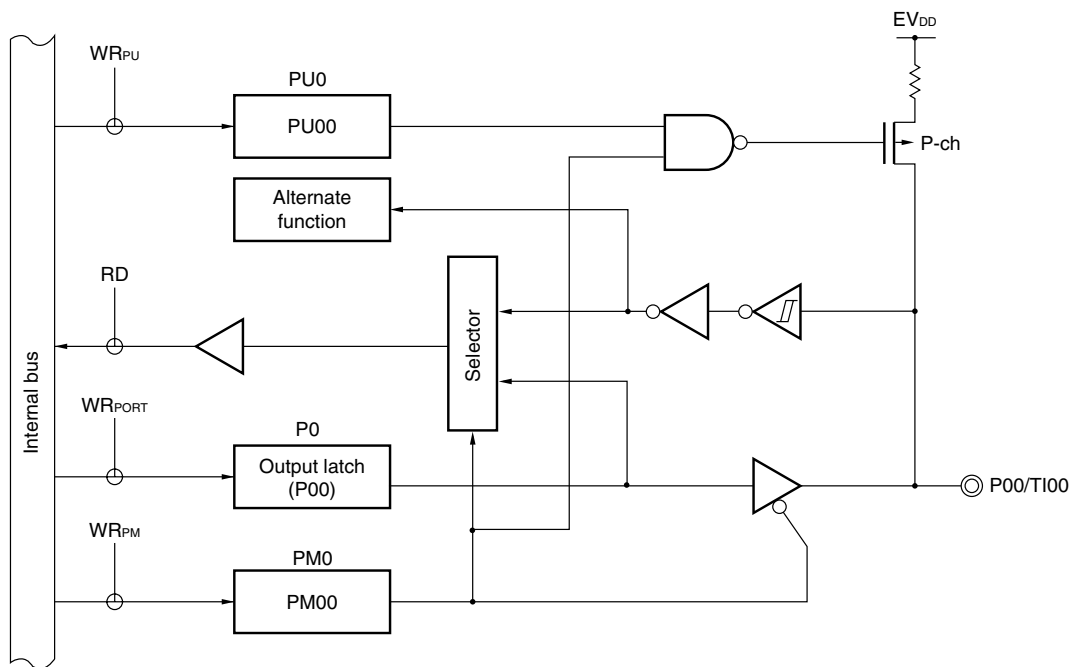 EVDD
WRPU
PU0
PU00
P-ch
Alternate
function
RD
Selector
Internal bus
WRPORT
P0
Output latch
(P00)
P00/TI00
WRPM
PM0
PM00